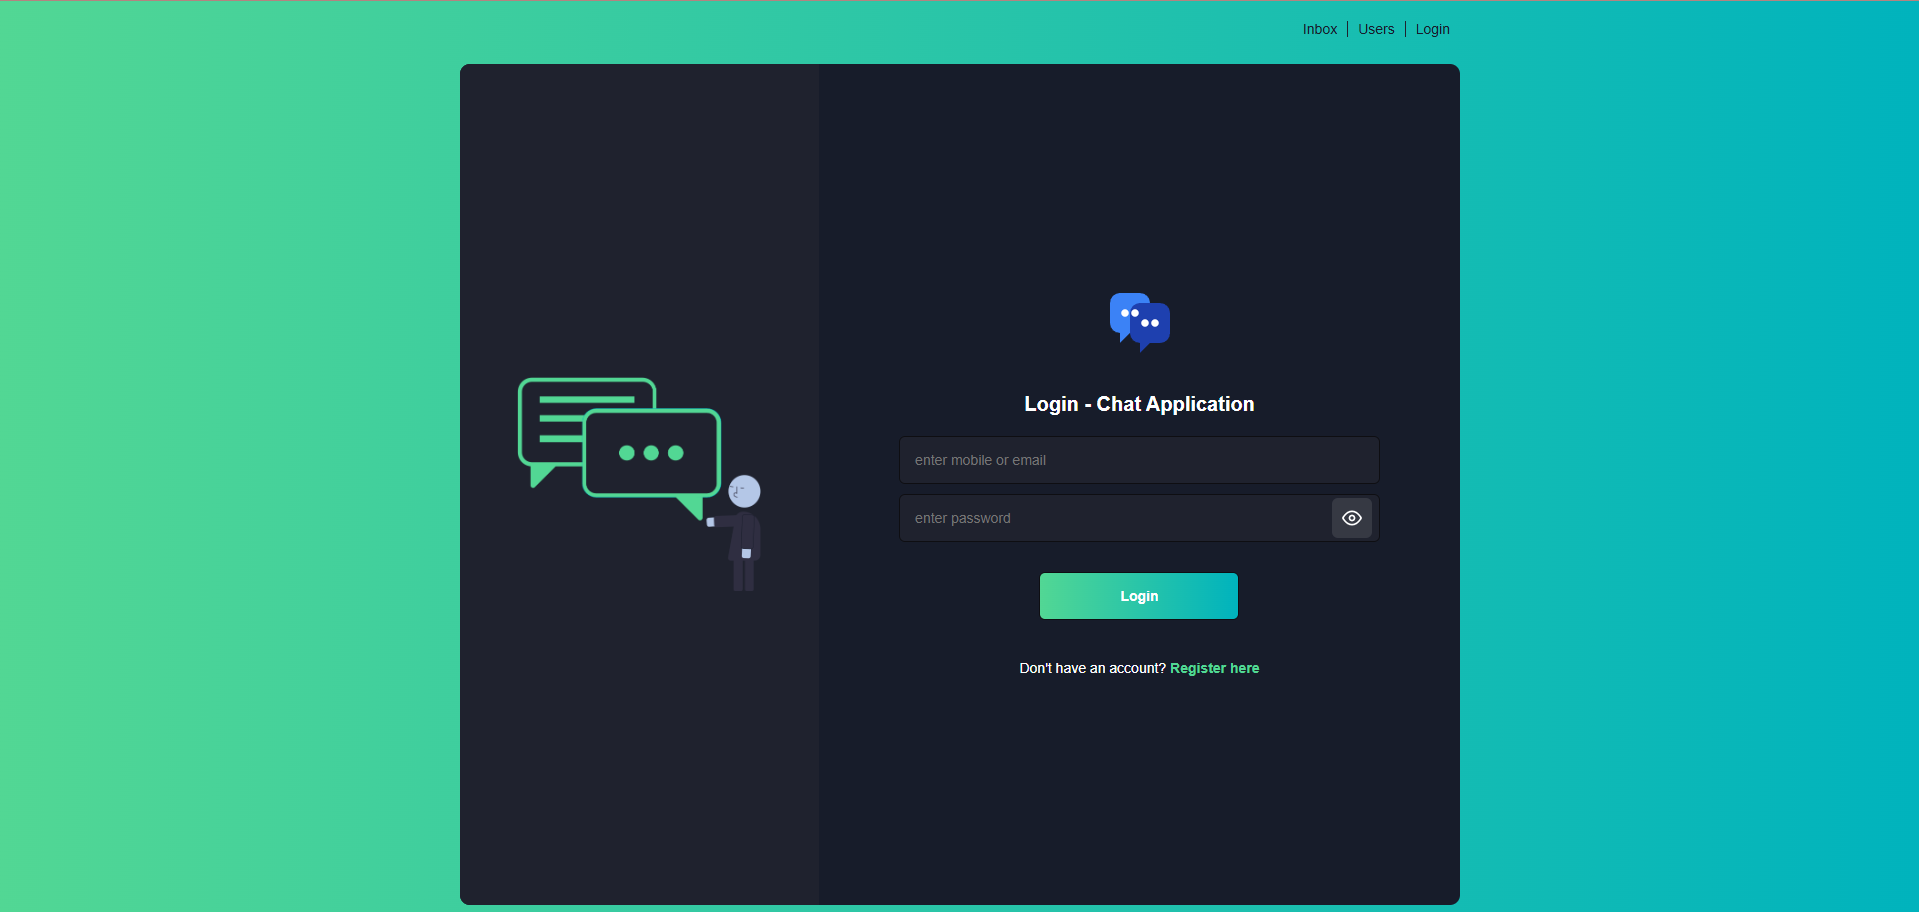 Inbox
Users
Login
Login - Chat Application
enter mobile or email
enter password
Login
Don't have an account? Register here